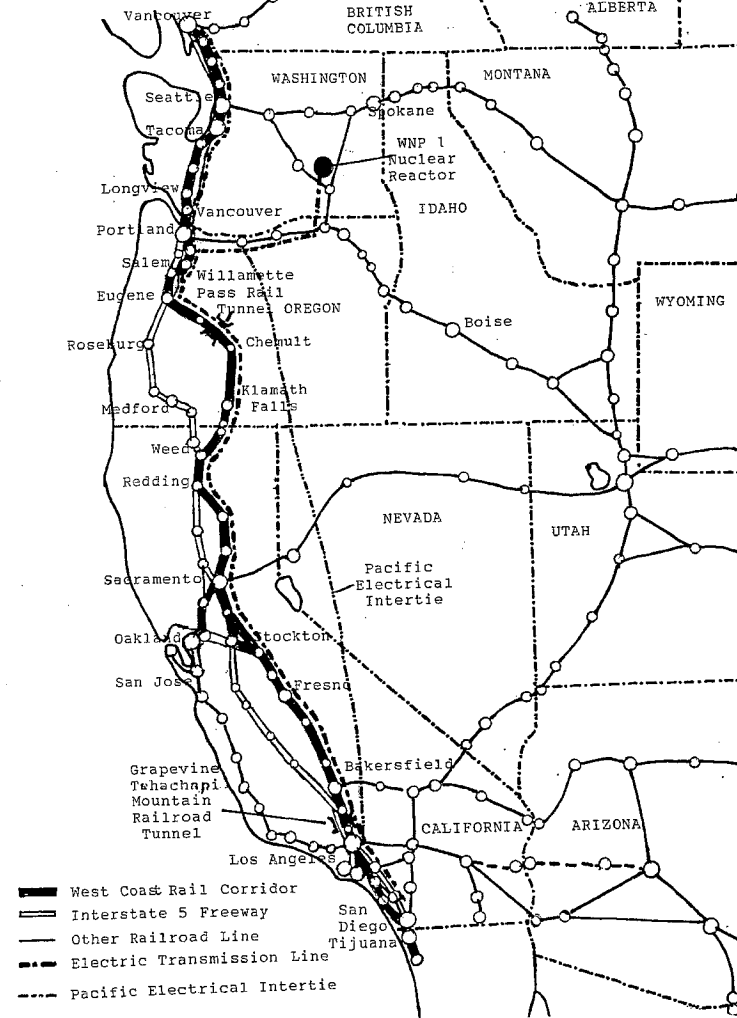 Vancouver
BRITISH
COLUMBIA
ALBERTA
WASHINGTON
MONTANA
Seattle
Spokane
Tacoma
WNP 1
Nuclear
Reactor
Longview
Vancouver
IDAHO
Portland
Salem
Willamette
Pass Rail
Tunnel
OREGON
Eugene
WYOMING
Boise
Roseburg
Chemult
Klamath
Falls
Medford
Weed
Redding
NEVADA
UTAH
Pacific
Electrical
Intertie
Sacramento
Oakland
Stockton
San Jose
Fresno
Bakersfield
Grapevine
Tehachapi
Mountain
Railroad
Tunnel
CALIFORNIA
ARIZONA
Los Angeles
San
Diego
Tijuana
West Coast Rail Corridor
Interstate 5 Freeway
Other Railroad Line
Electric Transmission Line
Pacific Electrical Intertie